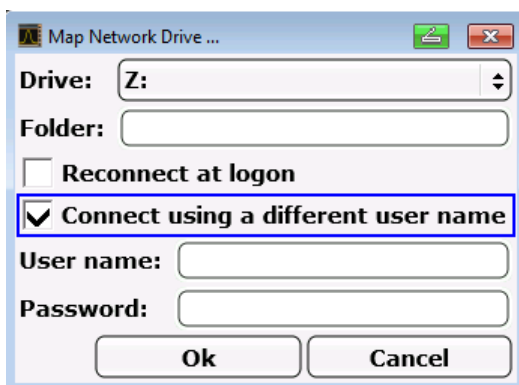 Map Network Drive ...
Drive: Z:
Folder:
Reconnect at logon
Connect using a different user name
User name:
Password:
Ok Cancel